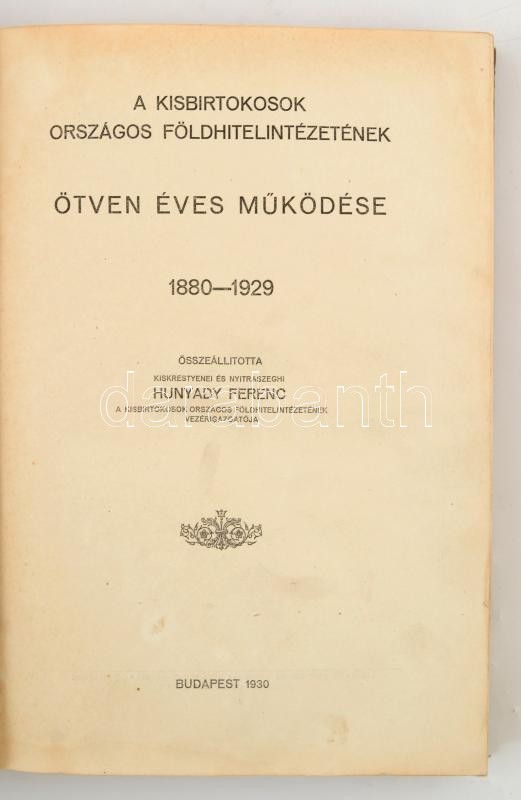 A KISBIRTOKOSOK
ORSZÁGOS FÖLDHITELINTÉZETÉNEK
ÖTVEN ÉVES MŰKÖDÉSE
1880—1929
ÖSSZEÁLLITOTTA
KISKRESTYENEI ÉS NYITRASZEGHI
HUNYADY FERENC
A KISBIRTOKOSOK ORSZÁGOS FÖLDHITELINTÉZETÉNEK
VEZÉRIGAZGATÓJA
darabanth
BUDAPEST 1930